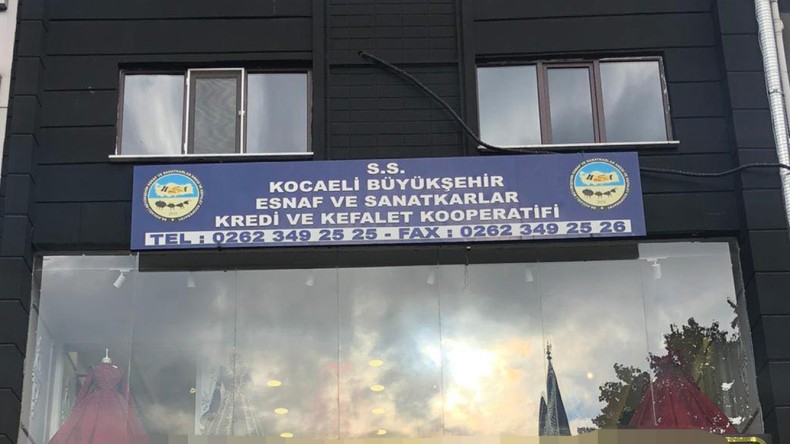 S.S.
KOCAELİ BÜYÜKŞEHİR
ESNAF VE SANATKARLAR
KREDİ VE KEFALET KOOPERATİFİ
TEL : 0262 349 25 25 - FAX : 0262 349 25 26